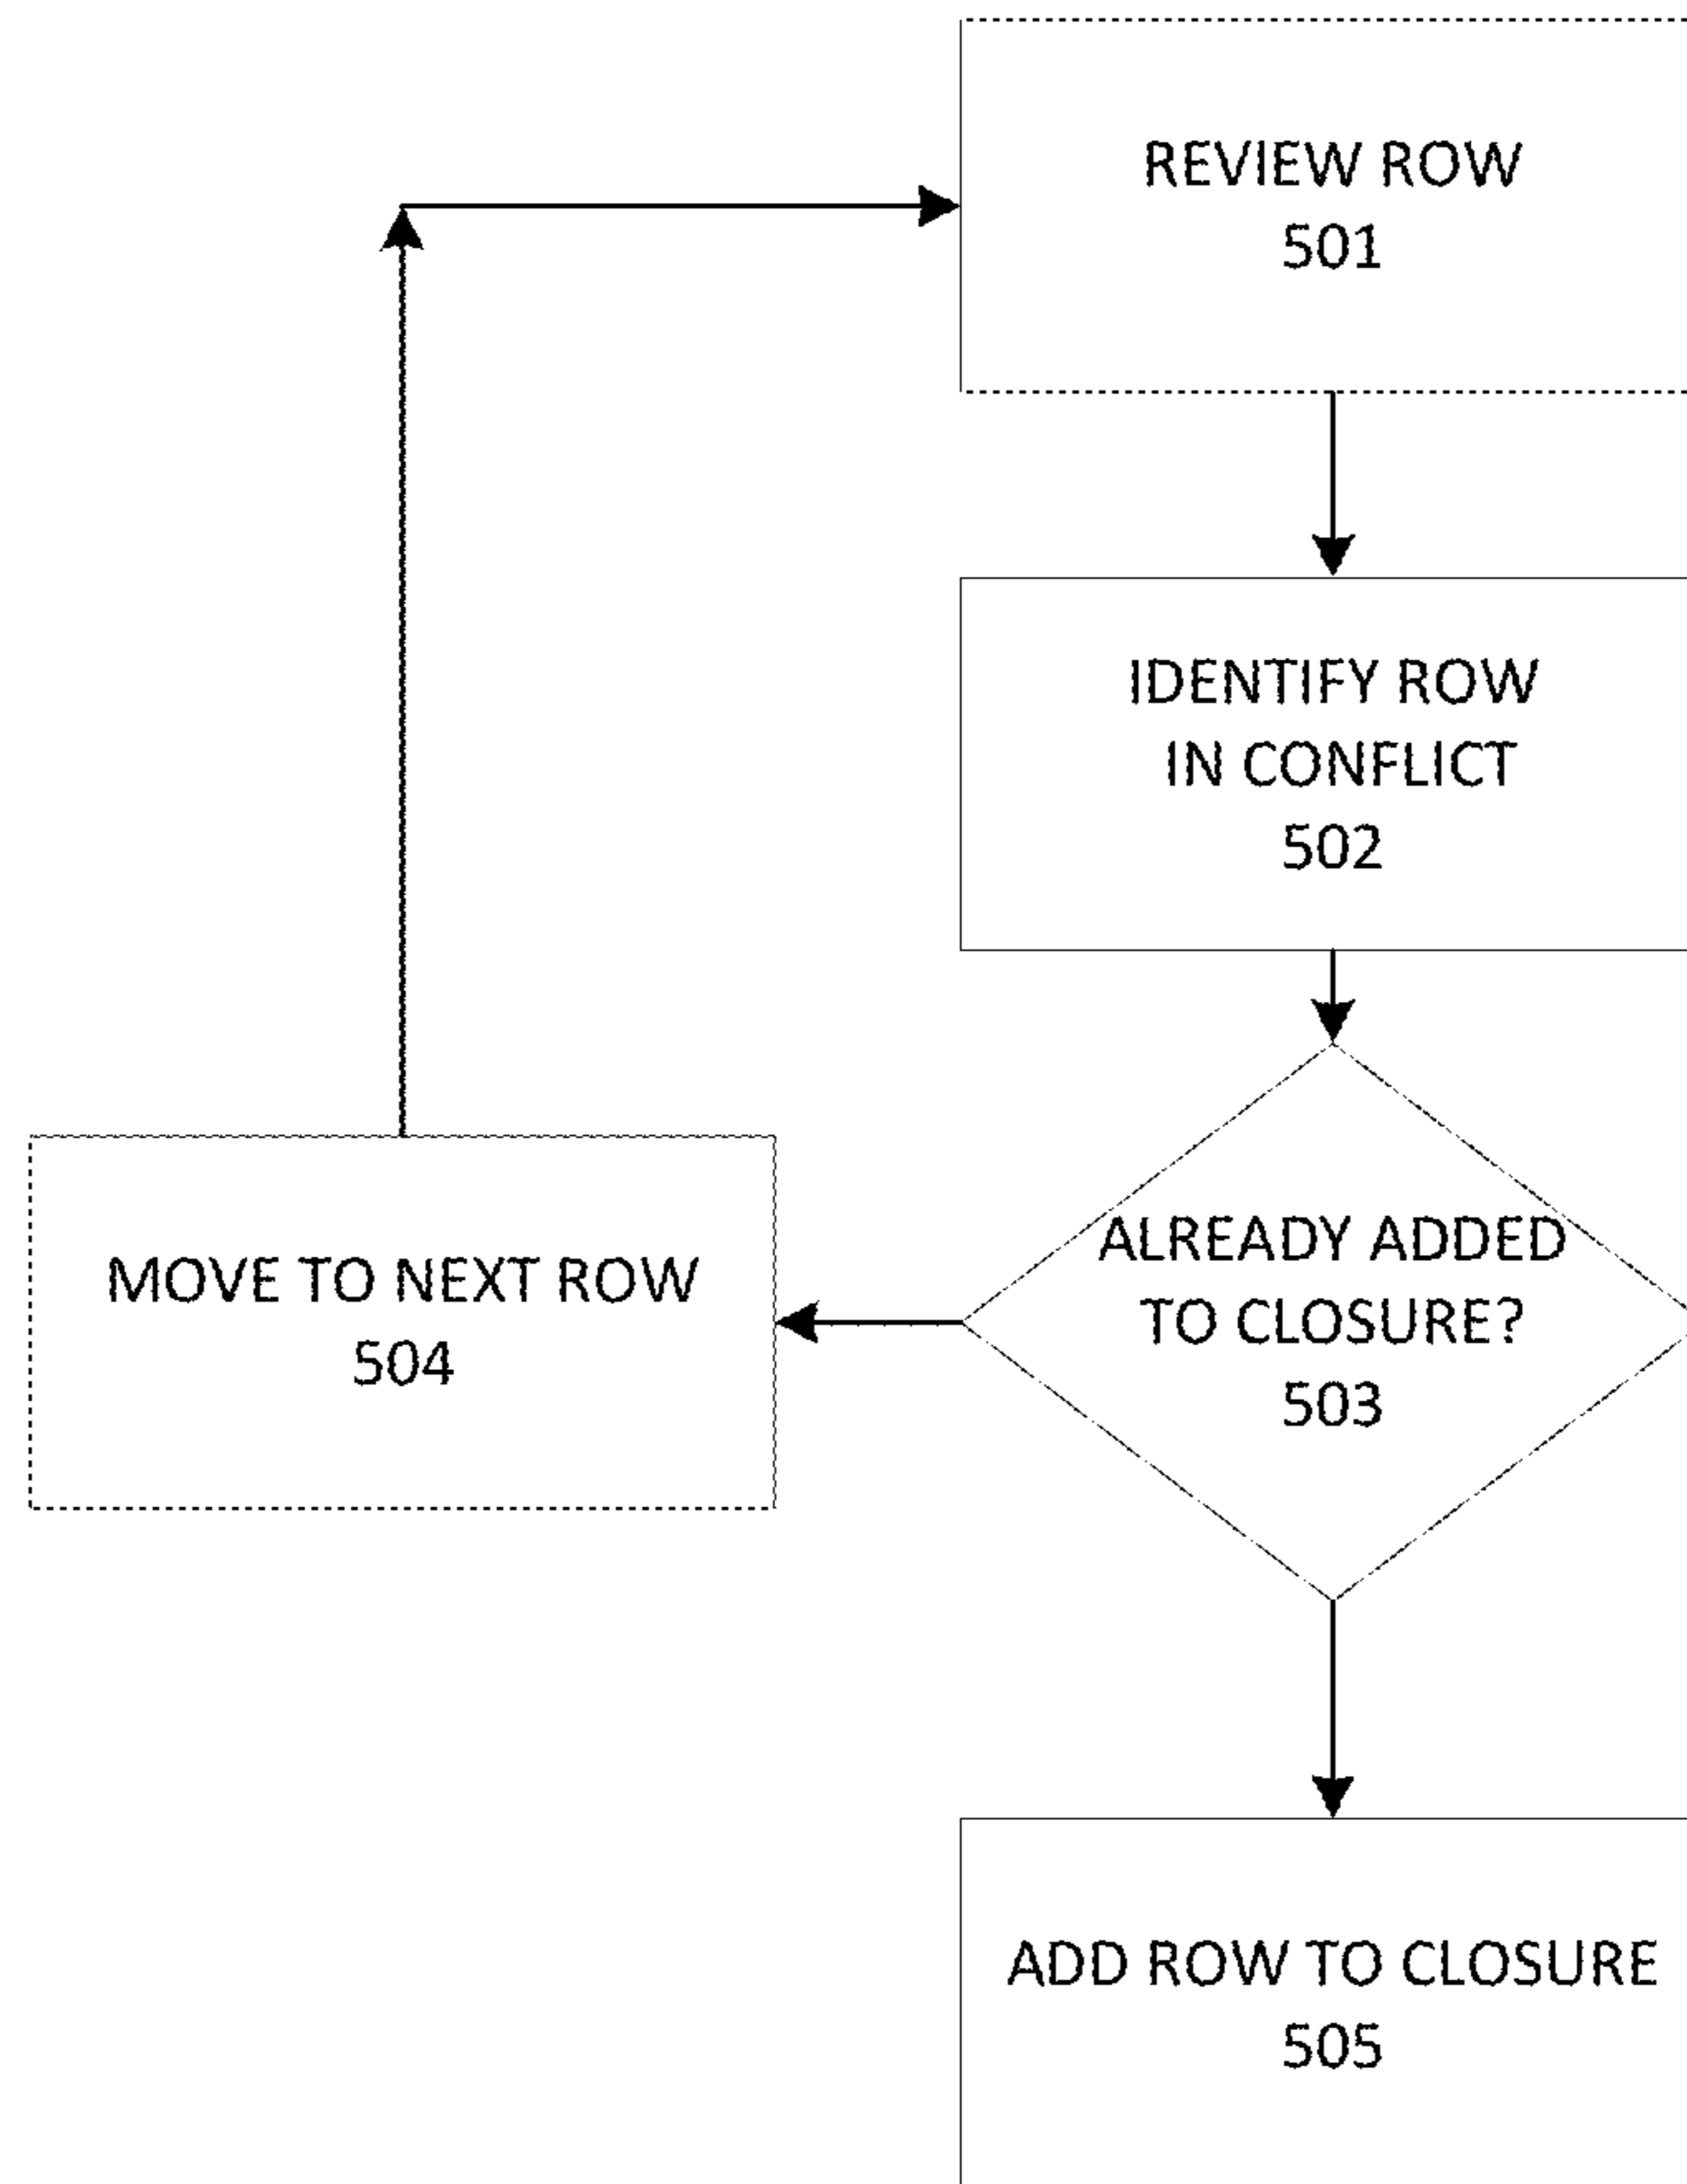 REVIEW ROW
501
IDENTIFY ROW
IN CONFLICT
502
ALREADY ADDED
TO CLOSURE?
503
MOVE TO NEXT ROW
504
ADD ROW TO CLOSURE
505